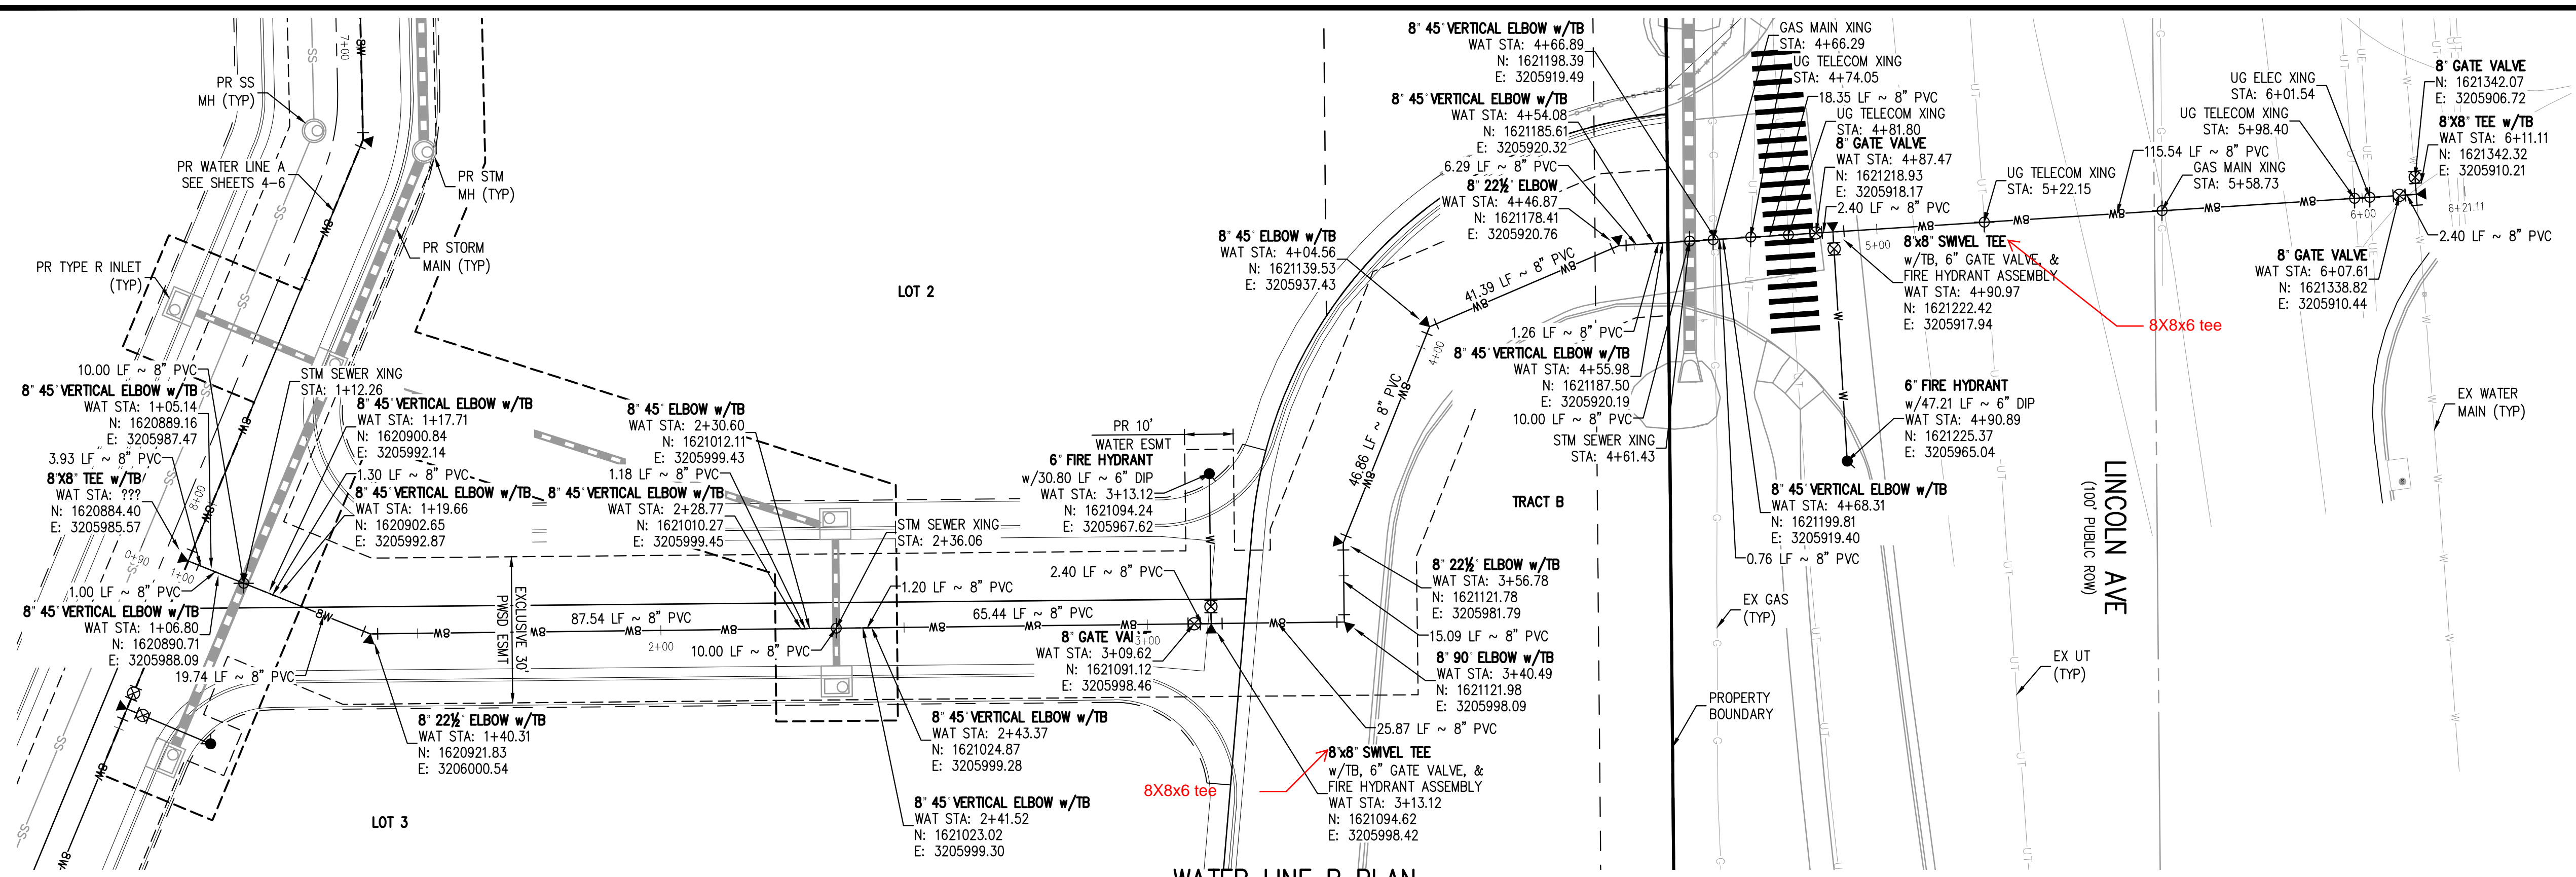 7+00
8W
SS
PR SS
MH (TYP)
PR WATER LINE A
SEE SHEETS 4-6
PR STM
MH (TYP)
PR STORM
MAIN (TYP)
PR TYPE R INLET
(TYP)
10.00 LF ~ 8" PVC
8" 45° VERTICAL ELBOW w/TB
WAT STA: 1+05.14
N: 1620889.16
E: 3205987.47
3.93 LF ~ 8" PVC
8"X8" TEE w/TB
WAT STA: ???
N: 1620884.40
E: 3205985.57
8+00
0+90
1+00
1.00 LF ~ 8" PVC
8" 45° VERTICAL ELBOW w/TB
WAT STA: 1+06.80
N: 1620890.71
E: 3205988.09
19.74 LF ~ 8" PVC
STM SEWER XING
STA: 1+12.26
8" 45° VERTICAL ELBOW w/TB
WAT STA: 1+17.71
N: 1620900.84
E: 3205992.14
1.30 LF ~ 8" PVC
8" 45° VERTICAL ELBOW w/TB
WAT STA: 1+19.66
N: 1620902.65
E: 3205992.87
8" 22½° ELBOW w/TB
WAT STA: 1+40.31
N: 1620921.83
E: 3206000.54
LOT 3
LOT 2
EXCLUSIVE 30'
PWSD ESMT
87.54 LF ~ 8" PVC
2+00
8" 45° ELBOW w/TB
WAT STA: 2+30.60
N: 1621012.11
E: 3205999.43
1.18 LF ~ 8" PVC
8" 45° VERTICAL ELBOW w/TB
WAT STA: 2+28.77
N: 1621010.27
E: 3205999.45
10.00 LF ~ 8" PVC
STM SEWER XING
STA: 2+36.06
1.20 LF ~ 8" PVC
65.44 LF ~ 8" PVC
8" 45° VERTICAL ELBOW w/TB
WAT STA: 2+43.37
N: 1621024.87
E: 3205999.28
8" 45° VERTICAL ELBOW w/TB
WAT STA: 2+41.52
N: 1621023.02
E: 3205999.30
PR 10'
WATER ESMT
6" FIRE HYDRANT
w/30.80 LF ~ 6" DIP
WAT STA: 3+13.12
N: 1621094.24
E: 3205967.62
2.40 LF ~ 8" PVC
3+00
8" GATE VALVE
WAT STA: 3+09.62
N: 1621091.12
E: 3205998.46
8X8x6 tee
8"x8" SWIVEL TEE
w/TB, 6" GATE VALVE, &
FIRE HYDRANT ASSEMBLY
WAT STA: 3+13.12
N: 1621094.62
E: 3205998.42
25.87 LF ~ 8" PVC
8" 90° ELBOW w/TB
WAT STA: 3+40.49
N: 1621121.98
E: 3205998.09
15.09 LF ~ 8" PVC
8" 22½° ELBOW w/TB
WAT STA: 3+56.78
N: 1621121.78
E: 3205981.79
46.86 LF ~ 8" PVC
4+00
TRACT B
8" 45° ELBOW w/TB
WAT STA: 4+04.56
N: 1621139.53
E: 3205937.43
41.39 LF ~ 8" PVC
8" 45° VERTICAL ELBOW w/TB
WAT STA: 4+66.89
N: 1621198.39
E: 3205919.49
8" 45° VERTICAL ELBOW w/TB
WAT STA: 4+54.08
N: 1621185.61
E: 3205920.32
6.29 LF ~ 8" PVC
8" 22½° ELBOW
WAT STA: 4+46.87
N: 1621178.41
E: 3205920.76
1.26 LF ~ 8" PVC
8" 45° VERTICAL ELBOW w/TB
WAT STA: 4+55.98
N: 1621187.50
E: 3205920.19
10.00 LF ~ 8" PVC
STM SEWER XING
STA: 4+61.43
GAS MAIN XING
STA: 4+66.29
UG TELECOM XING
STA: 4+74.05
18.35 LF ~ 8" PVC
UG TELECOM XING
STA: 4+81.80
8" GATE VALVE
WAT STA: 4+87.47
N: 1621218.93
E: 3205918.17
2.40 LF ~ 8" PVC
5+00
8"x8" SWIVEL TEE
w/TB, 6" GATE VALVE, &
FIRE HYDRANT ASSEMBLY
WAT STA: 4+90.97
N: 1621222.42
E: 3205917.94
8X8x6 tee
6" FIRE HYDRANT
w/47.21 LF ~ 6" DIP
WAT STA: 4+90.89
N: 1621225.37
E: 3205965.04
8" 45° VERTICAL ELBOW w/TB
WAT STA: 4+68.31
N: 1621199.81
E: 3205919.40
0.76 LF ~ 8" PVC
EX GAS
(TYP)
PROPERTY
BOUNDARY
EX UT
(TYP)
LINCOLN AVE
(100' PUBLIC ROW)
UG TELECOM XING
STA: 5+22.15
115.54 LF ~ 8" PVC
GAS MAIN XING
STA: 5+58.73
UG ELEC XING
STA: 6+01.54
UG TELECOM XING
STA: 5+98.40
6+00
8" GATE VALVE
N: 1621342.07
E: 3205906.72
8"X8" TEE w/TB
WAT STA: 6+11.11
N: 1621342.32
E: 3205910.21
6+21.11
2.40 LF ~ 8" PVC
8" GATE VALVE
WAT STA: 6+07.61
N: 1621338.82
E: 3205910.44
EX WATER
MAIN (TYP)
WATER LINE B PLAN